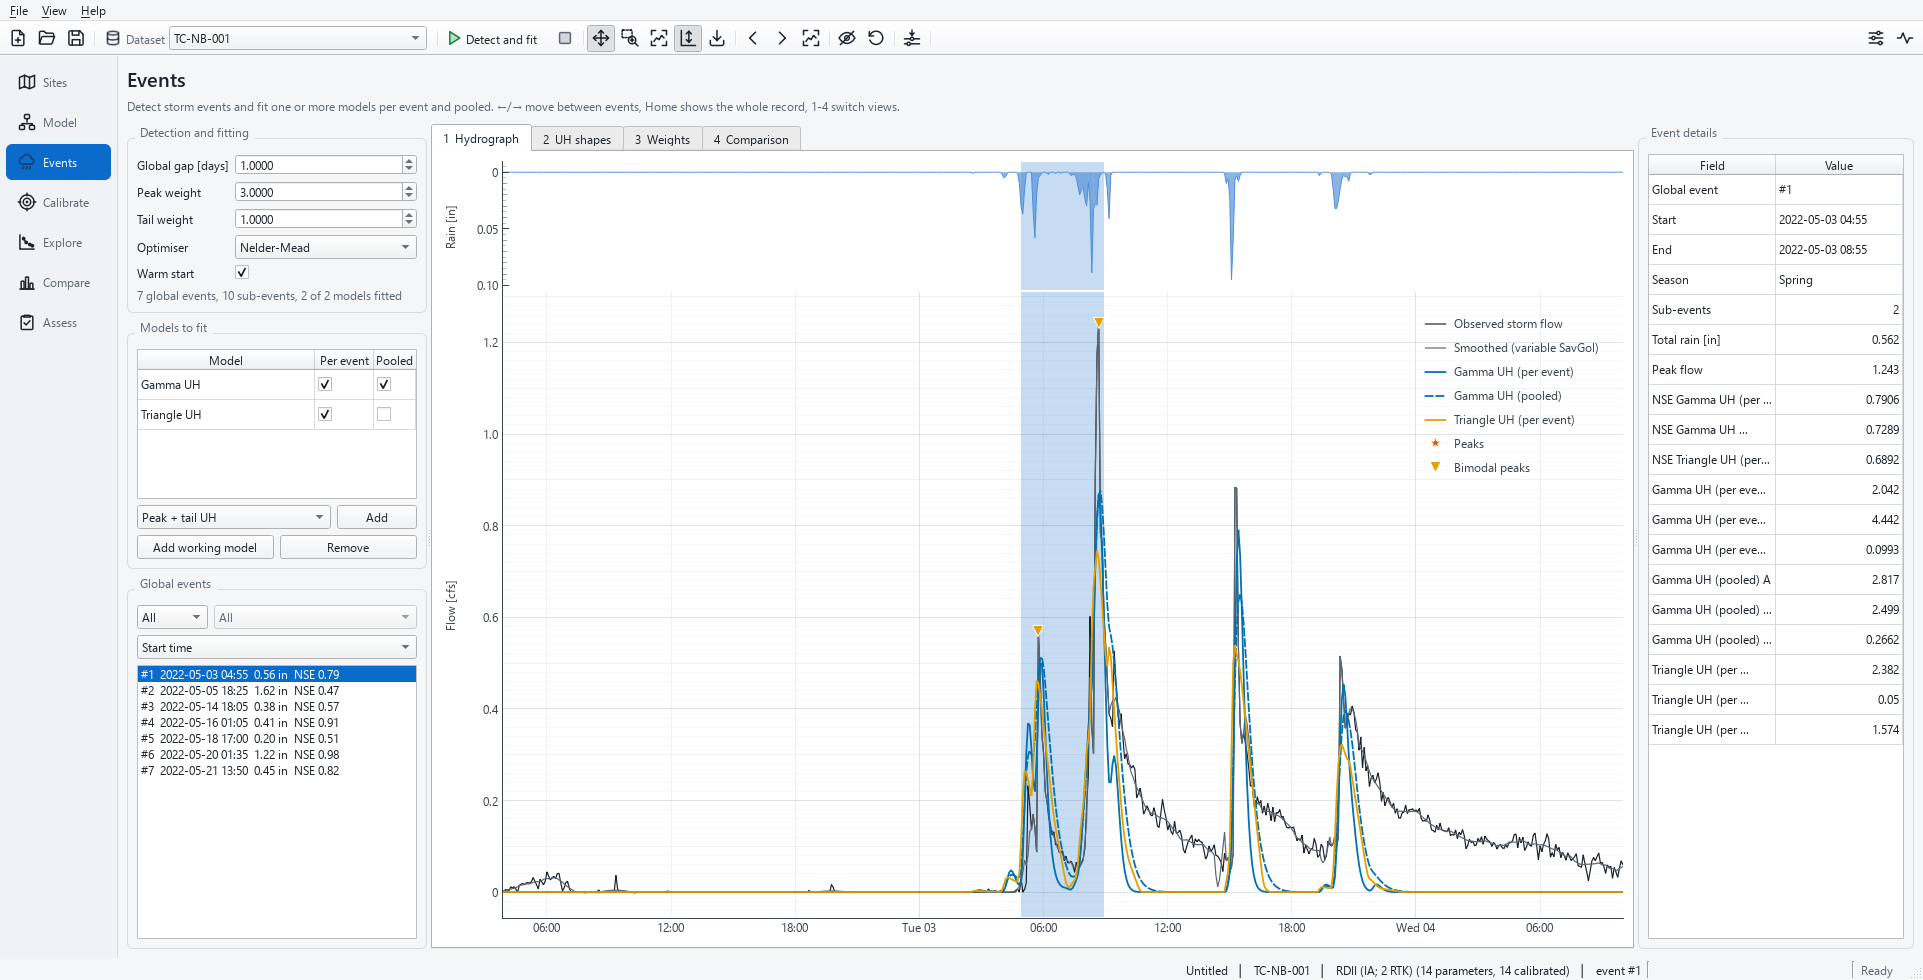 File View Help
Dataset TC-NB-001 Detect and fit
Sites
Model
Events
Calibrate
Explore
Compare
Assess
Events
Detect storm events and fit one or more models per event and pooled. ←/→ move between events, Home shows the whole record, 1-4 switch views.
Detection and fitting
Global gap [days] 1.0000
Peak weight 3.0000
Tail weight 1.0000
Optimiser Nelder-Mead
Warm start
7 global events, 10 sub-events, 2 of 2 models fitted
Models to fit
Model Per event Pooled
Gamma UH
Triangle UH
Peak + tail UH Add
Add working model Remove
Global events
All All
Start time
#1 2022-05-03 04:55 0.56 in NSE 0.79
#2 2022-05-05 18:25 1.62 in NSE 0.47
#3 2022-05-14 18:05 0.38 in NSE 0.57
#4 2022-05-16 01:05 0.41 in NSE 0.91
#5 2022-05-18 17:00 0.20 in NSE 0.51
#6 2022-05-20 01:35 1.22 in NSE 0.98
#7 2022-05-21 13:50 0.45 in NSE 0.82
1 Hydrograph 2 UH shapes 3 Weights 4 Comparison
Rain [in]
0
0.05
0.10
Flow [cfs]
1.2
1.0
0.8
0.6
0.4
0.2
0
Observed storm flow
Smoothed (variable SavGol)
Gamma UH (per event)
Gamma UH (pooled)
Triangle UH (per event)
Peaks
Bimodal peaks
06:00 12:00 18:00 Tue 03 06:00 12:00 18:00 Wed 04 06:00
Event details
Field Value
Global event #1
Start 2022-05-03 04:55
End 2022-05-03 08:55
Season Spring
Sub-events 2
Total rain [in] 0.562
Peak flow 1.243
NSE Gamma UH (per ... 0.7906
NSE Gamma UH ... 0.7289
NSE Triangle UH (per... 0.6892
Gamma UH (per eve... 2.042
Gamma UH (per eve... 4.442
Gamma UH (per eve... 0.0993
Gamma UH (pooled) A 2.817
Gamma UH (pooled) ... 2.499
Gamma UH (pooled) ... 0.2662
Triangle UH (per ... 2.382
Triangle UH (per ... 0.05
Triangle UH (per ... 1.574
Untitled | TC-NB-001 | RDII (IA; 2 RTK) (14 parameters, 14 calibrated) | event #1 Ready